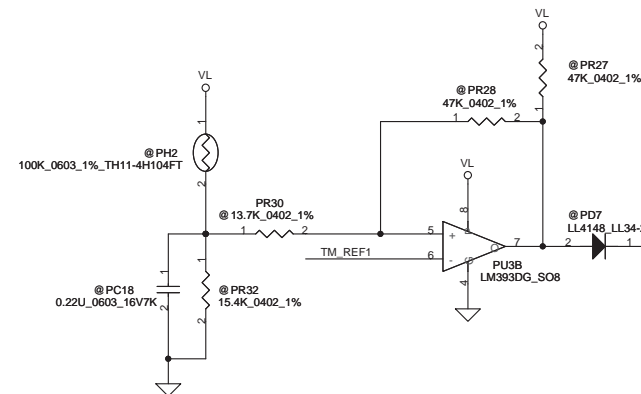 VL
2
@PR27
47K_0402_1%
1
VL
@PR28
47K_0402_1%
1 2
1
@PH2
100K_0603_1%_TH11-4H104FT
2
VL
PR30
@13.7K_0402_1%
1 2
8
P
5 +
O 7
2
@PD7
LL4148_LL34-
1
TM_REF1
6 -
G
4
PU3B
LM393DG_SO8
1
@PC18
0.22U_0603_16V7K
2
1
@PR32
15.4K_0402_1%
2